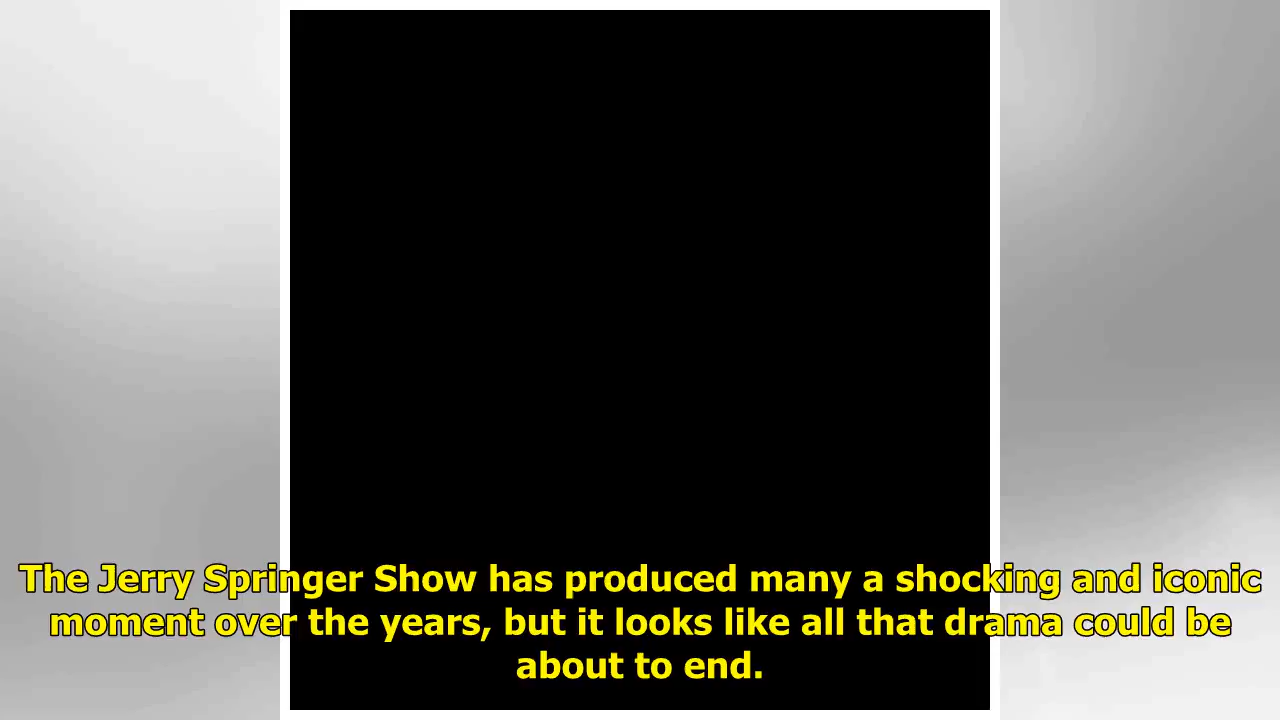 The Jerry Springer Show has produced many a shocking and iconic
moment over the years, but it looks like all that drama could be
about to end.